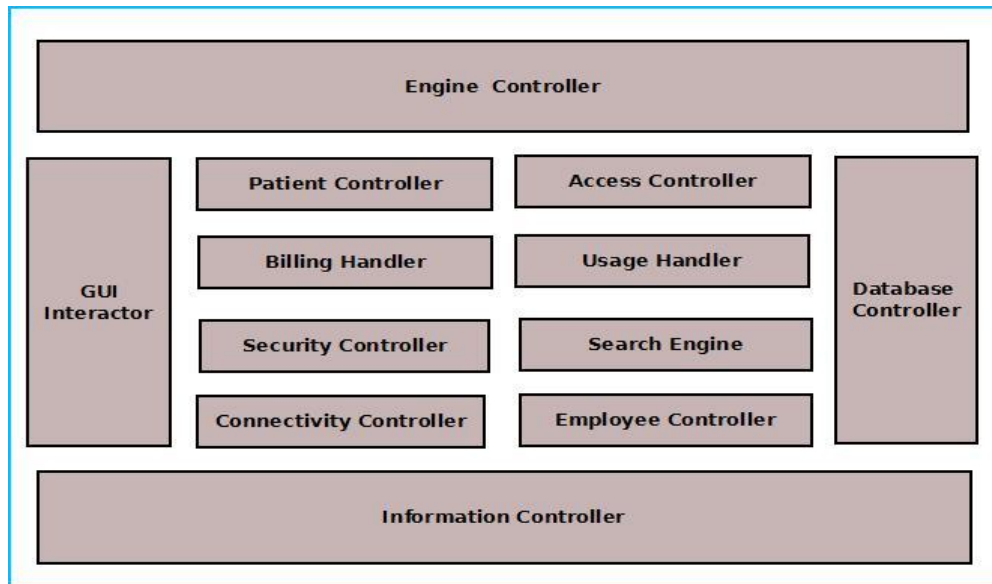 Engine Controller
Patient Controller
Access Controller
Billing Handler
Usage Handler
GUI
Interactor
Database
Controller
Security Controller
Search Engine
Connectivity Controller
Employee Controller
Information Controller